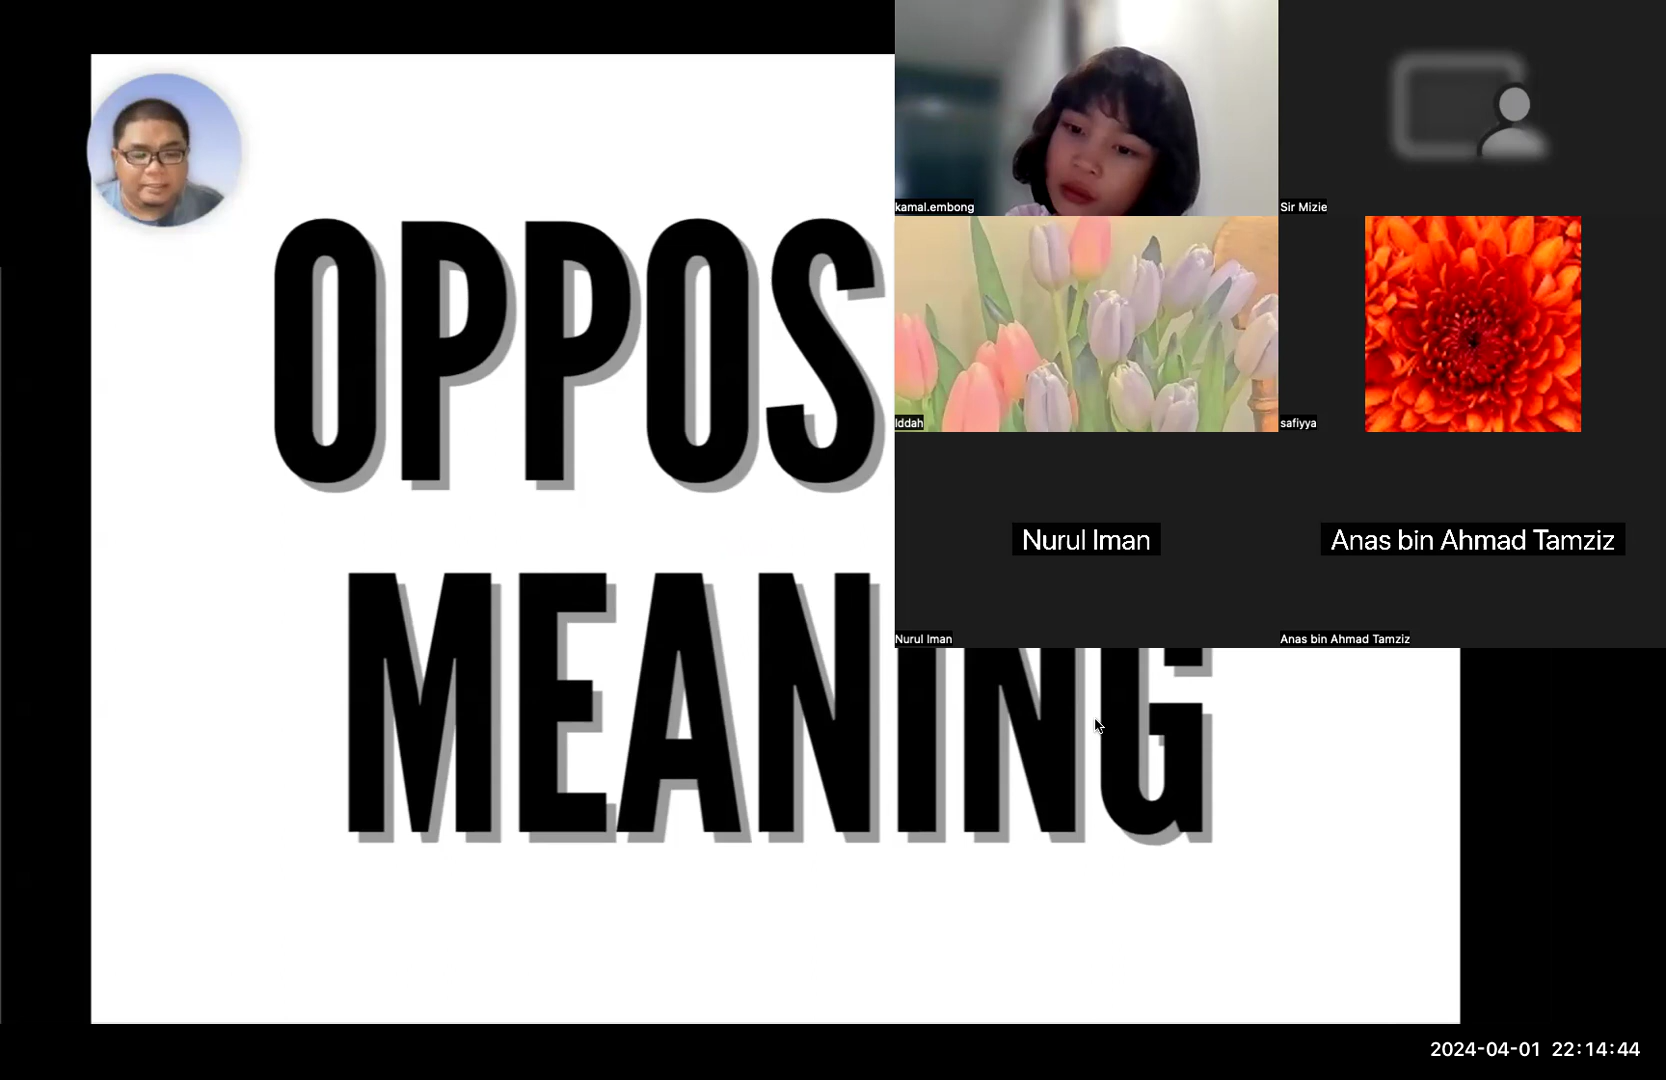 OPPOS
MEANING
kamal.embong
Sir Mizie
Iddah
safiyya
Nurul Iman
Anas bin Ahmad Tamziz
Nurul Iman
Anas bin Ahmad Tamziz
2024-04-01 22:14:44